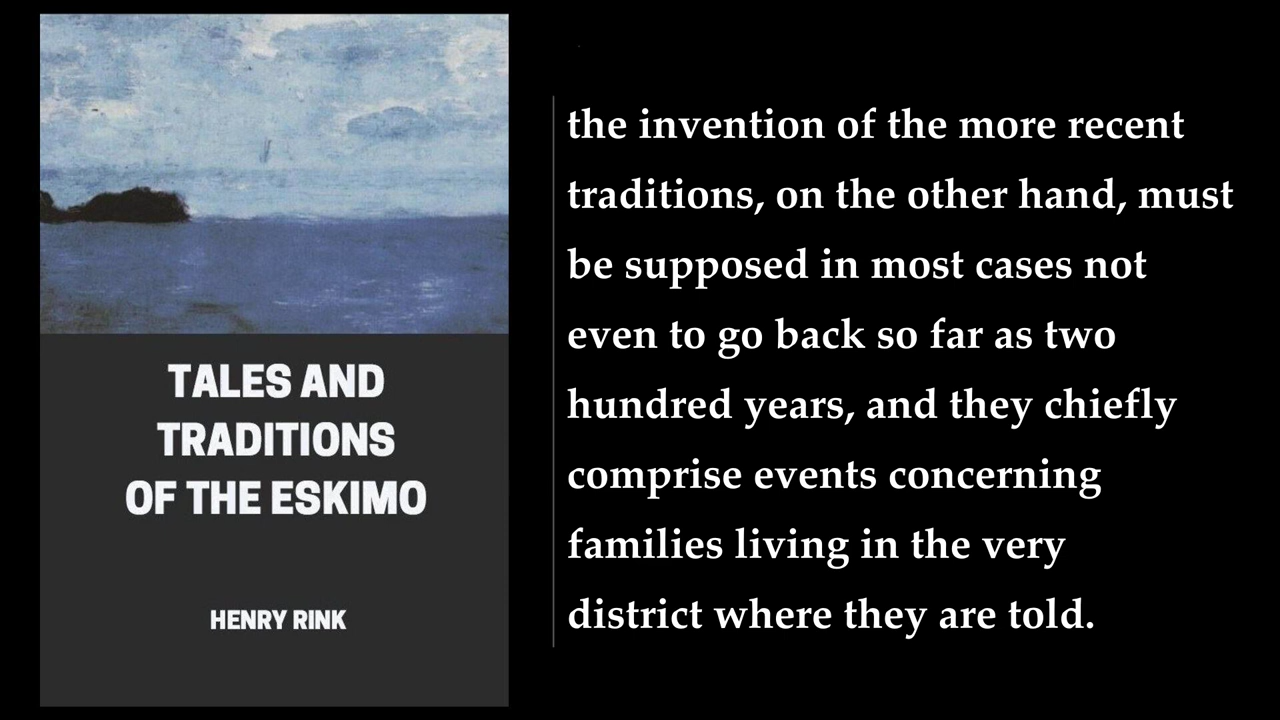 TALES AND
TRADITIONS
OF THE ESKIMO
HENRY RINK
the invention of the more recent
traditions, on the other hand, must
be supposed in most cases not
even to go back so far as two
hundred years, and they chiefly
comprise events concerning
families living in the very
district where they are told.